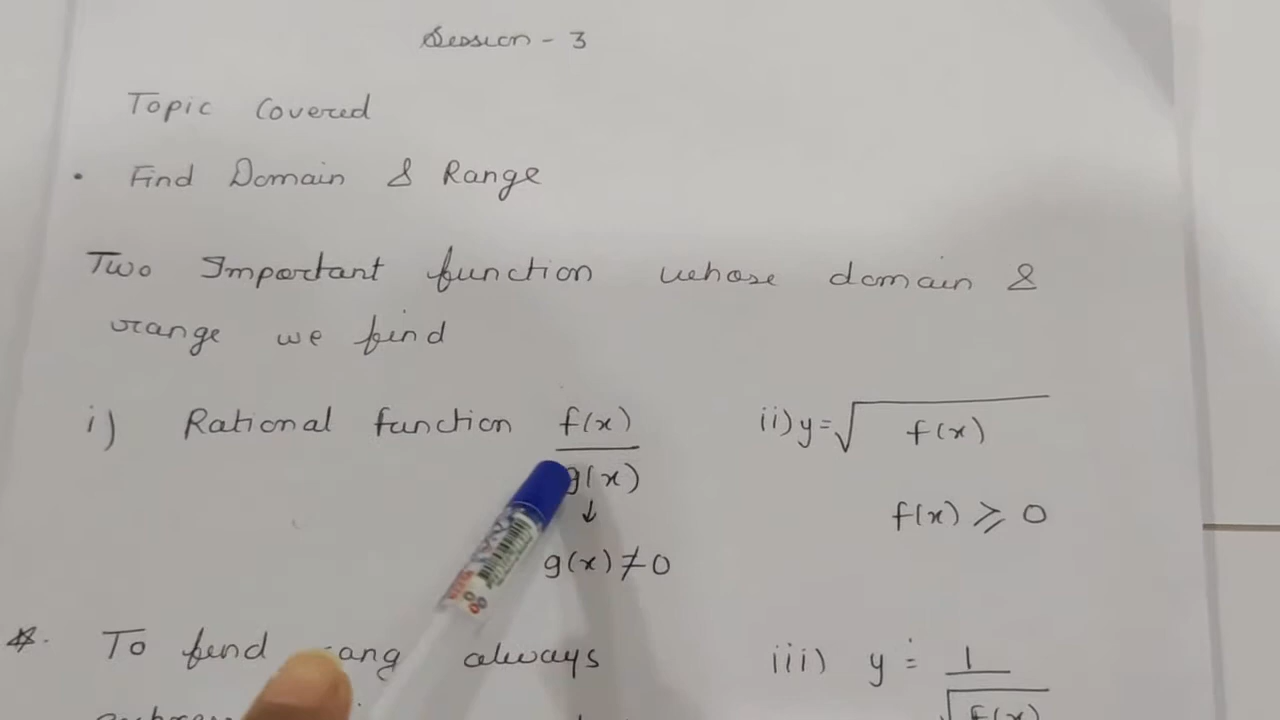 Session - 3
Topic Covered
• Find Domain & Range
Two Important function whose domain &
range we find
i) Rational function f(x)/g(x)
↓
g(x) ≠ 0
ii) y = √f(x)
f(x) ⩾ 0
*. To find always
iii) y = 1/√f(x)